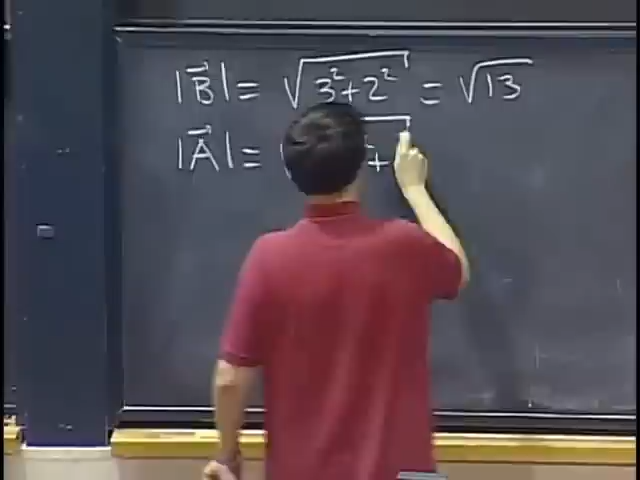 |B⃗| = √(3²+2²) = √13
|A⃗| = +